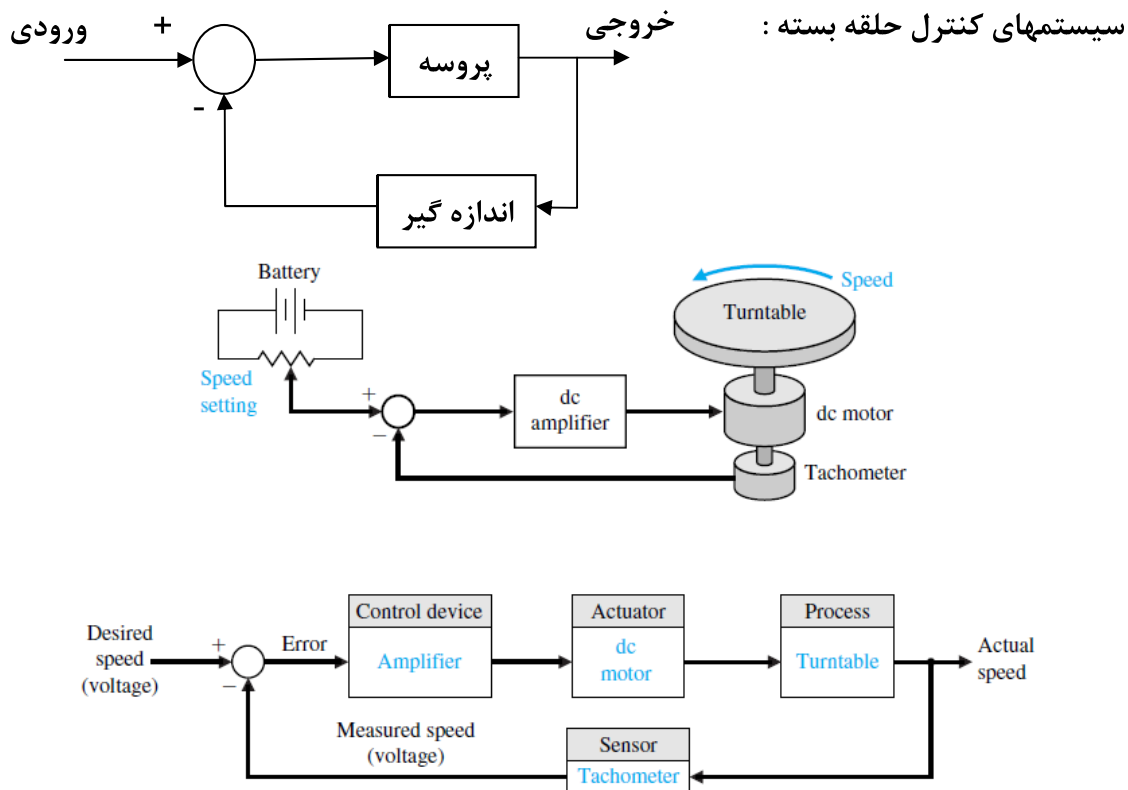 سیستمهای کنترل حلقه بسته :
ورودی
+
خروجی
پروسه
-
اندازه گیر
Battery
Speed
Turntable
Speed
setting
+
−
dc
amplifier
dc motor
Tachometer
Control device
Actuator
Process
Desired
speed
(voltage)
+
−
Error
Amplifier
dc
motor
Turntable
Actual
speed
Measured speed
(voltage)
Sensor
Tachometer